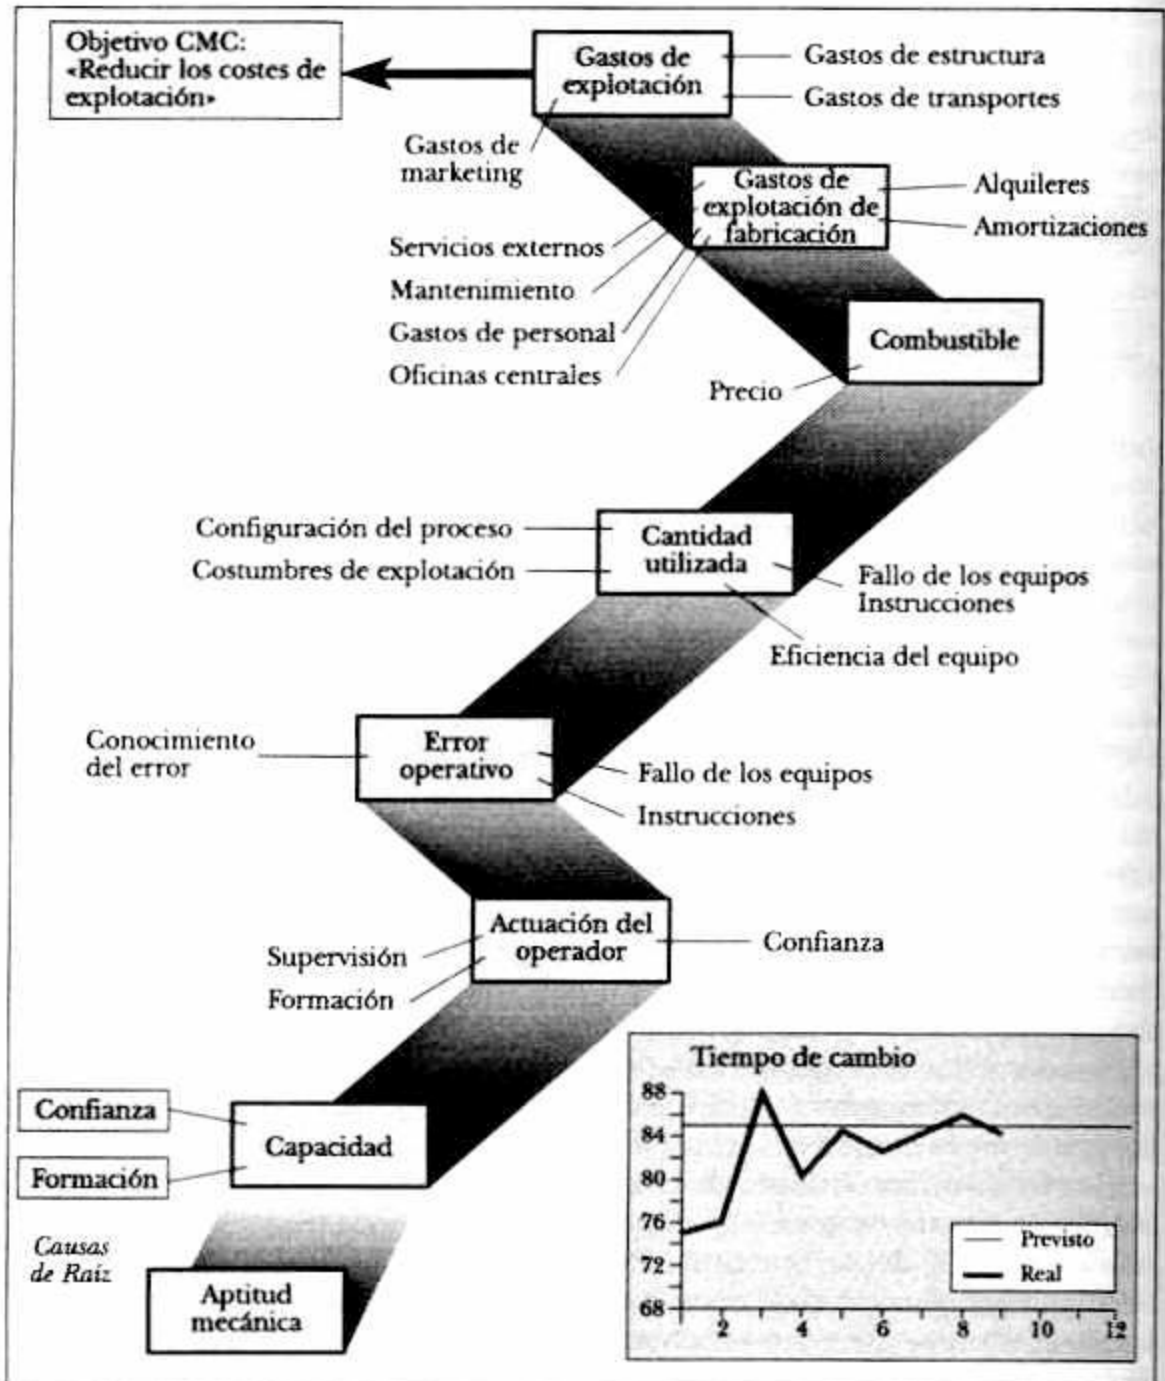 Objetivo CMC:
«Reducir los costes de
explotación»
Gastos de
explotación
Gastos de estructura
Gastos de transportes
Gastos de
marketing
Gastos de
explotación de
fabricación
Alquileres
Amortizaciones
Servicios externos
Mantenimiento
Gastos de personal
Oficinas centrales
Combustible
Precio
Configuración del proceso
Costumbres de explotación
Cantidad
utilizada
Fallo de los equipos
Instrucciones
Eficiencia del equipo
Conocimiento
del error
Error
operativo
Fallo de los equipos
Instrucciones
Supervisión
Formación
Actuación del
operador
Confianza
Confianza
Formación
Capacidad
Causas
de Raíz
Aptitud
mecánica
Tiempo de cambio
88
84
80
76
72
68
2 4 6 8 10 12
Previsto
Real